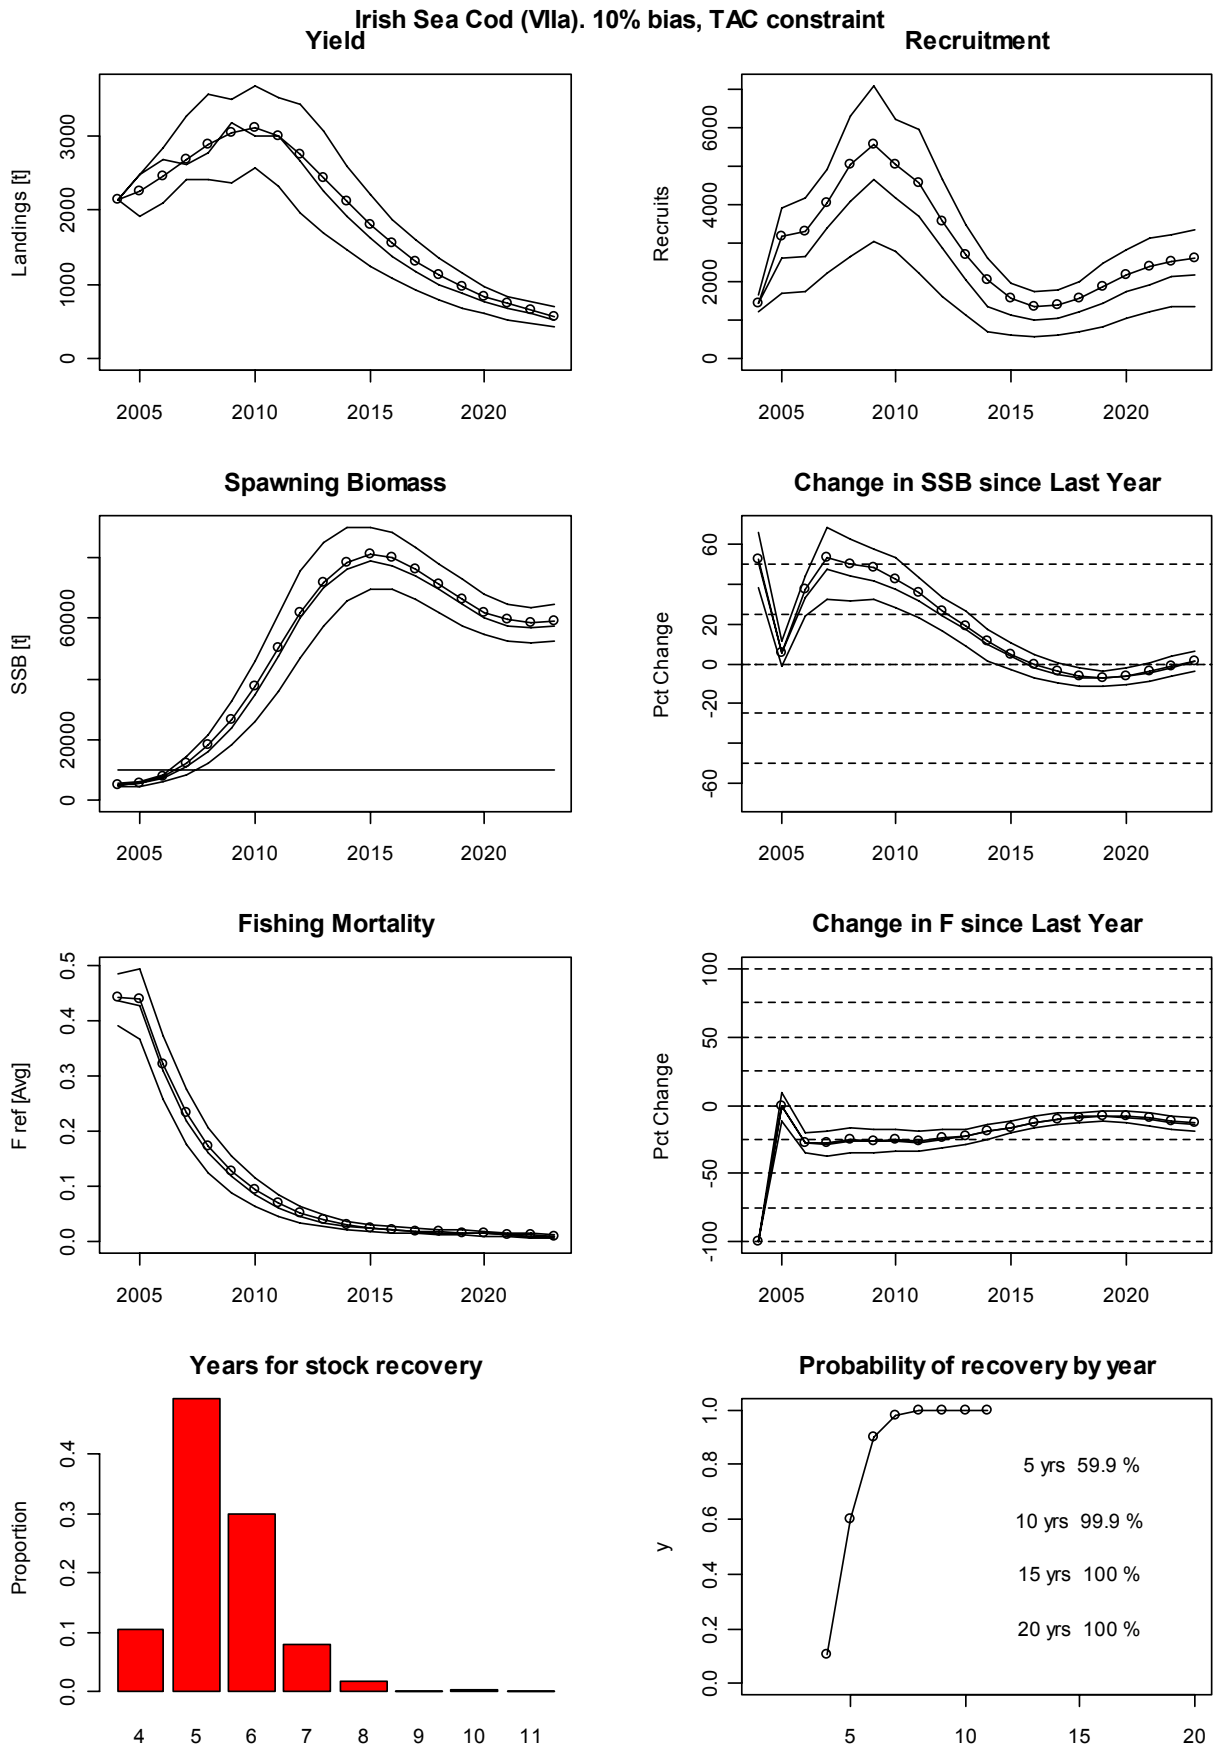 Irish Sea Cod (VIIa). 10% bias, TAC constraint
Yield
Landings [t]
0 1000 2000 3000
2005 2010 2015 2020
Recruitment
Recruits
0 2000 4000 6000
2005 2010 2015 2020
Spawning Biomass
SSB [t]
0 20000 60000
2005 2010 2015 2020
Change in SSB since Last Year
Pct Change
-60 -20 0 20 60
2005 2010 2015 2020
Fishing Mortality
F ref [Avg]
0.0 0.1 0.2 0.3 0.4 0.5
2005 2010 2015 2020
Change in F since Last Year
Pct Change
-100 -50 0 50 100
2005 2010 2015 2020
Years for stock recovery
Proportion
0.0 0.1 0.2 0.3 0.4
4 5 6 7 8 9 10 11
Probability of recovery by year
y
0.0 0.2 0.4 0.6 0.8 1.0
5 yrs 59.9 %
10 yrs 99.9 %
15 yrs 100 %
20 yrs 100 %
5 10 15 20